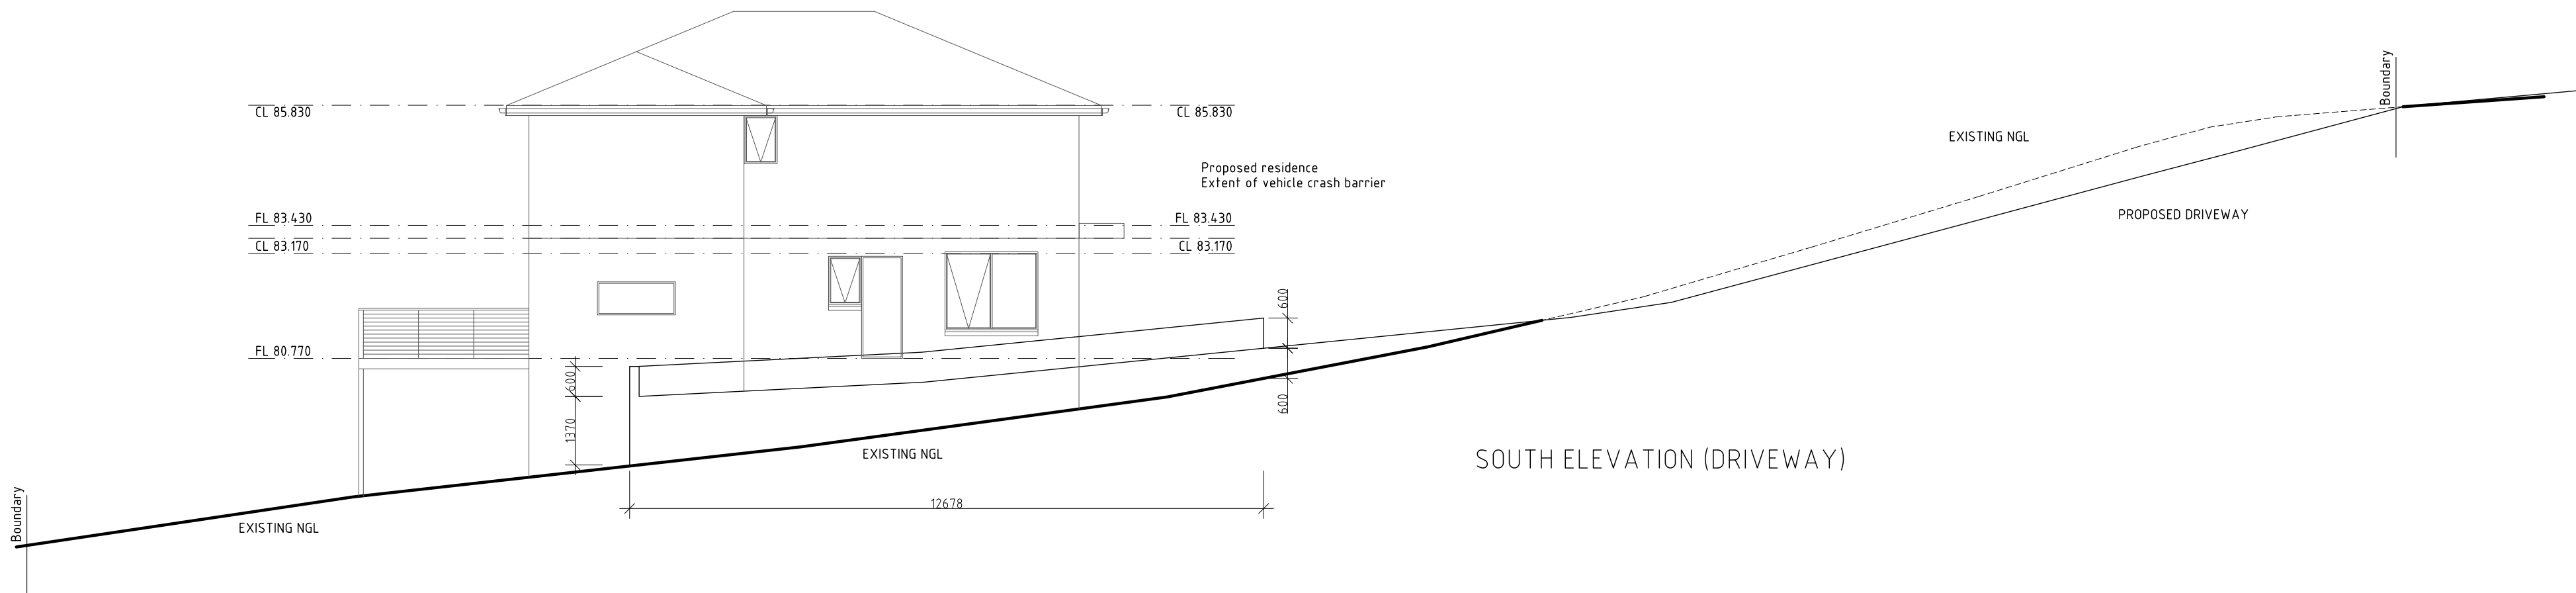 Boundary
CL 85.830
CL 85.830
EXISTING NGL
Proposed residence
Extent of vehicle crash barrier
FL 83.430
FL 83.430
PROPOSED DRIVEWAY
CL 83.170
CL 83.170
600
FL 80.770
600
600
1370
EXISTING NGL
SOUTH ELEVATION (DRIVEWAY)
12678
Boundary
EXISTING NGL